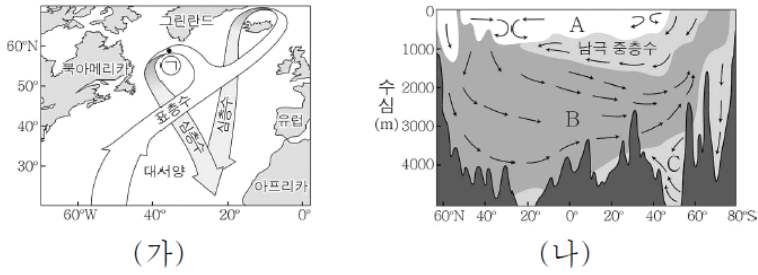 그린란드
60°N
ㄱ
북아메리카
50°
40°
30°
표층수
심층수
심층수
유럽
대서양
아프리카
60°W
40°
20°
0°
(가)
0
1000
2000
3000
4000
수심
(m)
A
남극 중층수
B
C
60°N
40°
20°
0°
20°
40°
60°
80°S
(나)